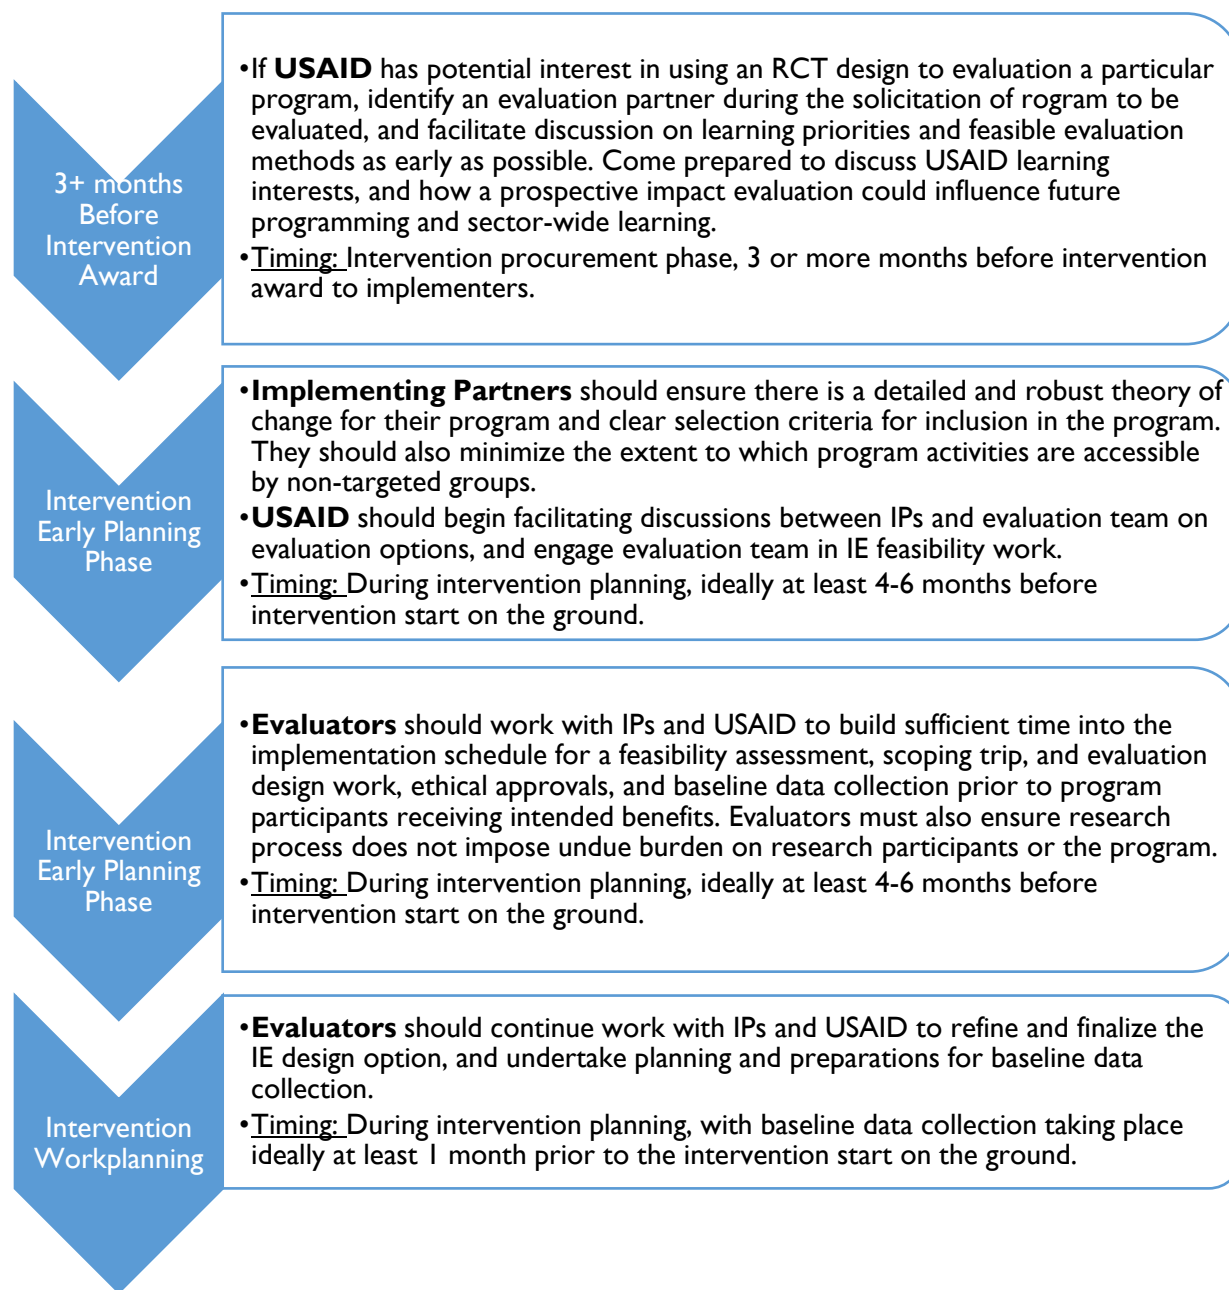 3+ months
Before
Intervention
Award
•If USAID has potential interest in using an RCT design to evaluation a particular
program, identify an evaluation partner during the solicitation of rogram to be
evaluated, and facilitate discussion on learning priorities and feasible evaluation
methods as early as possible. Come prepared to discuss USAID learning
interests, and how a prospective impact evaluation could influence future
programming and sector-wide learning.
•Timing: Intervention procurement phase, 3 or more months before intervention
award to implementers.
Intervention
Early Planning
Phase
•Implementing Partners should ensure there is a detailed and robust theory of
change for their program and clear selection criteria for inclusion in the program.
They should also minimize the extent to which program activities are accessible
by non-targeted groups.
•USAID should begin facilitating discussions between IPs and evaluation team on
evaluation options, and engage evaluation team in IE feasibility work.
•Timing: During intervention planning, ideally at least 4-6 months before
intervention start on the ground.
Intervention
Early Planning
Phase
•Evaluators should work with IPs and USAID to build sufficient time into the
implementation schedule for a feasibility assessment, scoping trip, and evaluation
design work, ethical approvals, and baseline data collection prior to program
participants receiving intended benefits. Evaluators must also ensure research
process does not impose undue burden on research participants or the program.
•Timing: During intervention planning, ideally at least 4-6 months before
intervention start on the ground.
Intervention
Workplanning
•Evaluators should continue work with IPs and USAID to refine and finalize the
IE design option, and undertake planning and preparations for baseline data
collection.
•Timing: During intervention planning, with baseline data collection taking place
ideally at least 1 month prior to the intervention start on the ground.